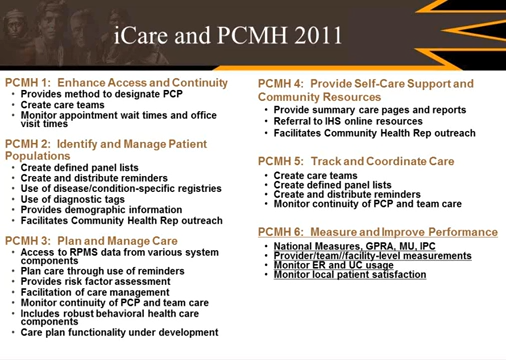 iCare and PCMH 2011
PCMH 1: Enhance Access and Continuity
• Provides method to designate PCP
• Create care teams
• Monitor appointment wait times and office
visit times
PCMH 2: Identify and Manage Patient
Populations
• Create defined panel lists
• Create and distribute reminders
• Use of disease/condition-specific registries
• Use of diagnostic tags
• Provides demographic information
• Facilitates Community Health Rep outreach
PCMH 3: Plan and Manage Care
• Access to RPMS data from various system
components
• Plan care through use of reminders
• Provides risk factor assessment
• Facilitation of care management
• Monitor continuity of PCP and team care
• Includes robust behavioral health care
components
• Care plan functionality under development
PCMH 4: Provide Self-Care Support and
Community Resources
• Provide summary care pages and reports
• Referral to IHS online resources
• Facilitates Community Health Rep outreach
PCMH 5: Track and Coordinate Care
• Create care teams
• Create defined panel lists
• Create and distribute reminders
• Monitor continuity of PCP and team care
PCMH 6: Measure and Improve Performance
• National Measures, GPRA, MU, IPC
• Provider/team//facility-level measurements
• Monitor ER and UC usage
• Monitor local patient satisfaction